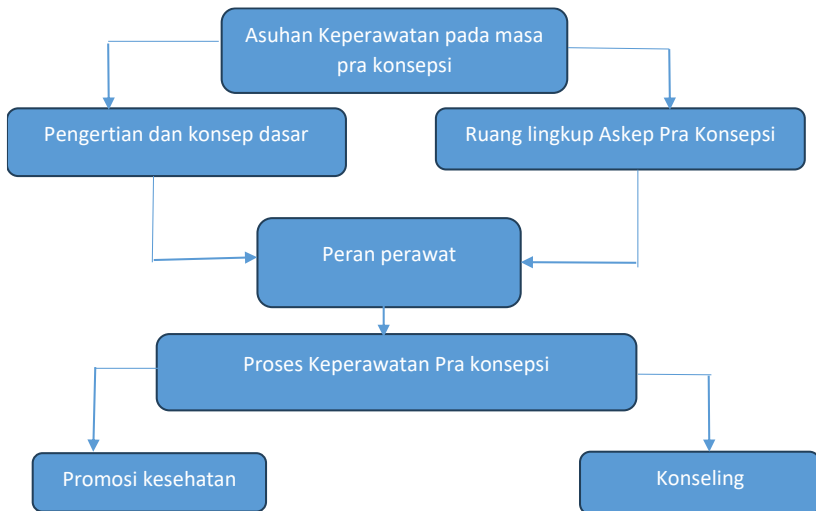 Asuhan Keperawatan pada masa
pra konsepsi
Pengertian dan konsep dasar
Ruang lingkup Askep Pra Konsepsi
Peran perawat
Proses Keperawatan Pra konsepsi
Promosi kesehatan
Konseling